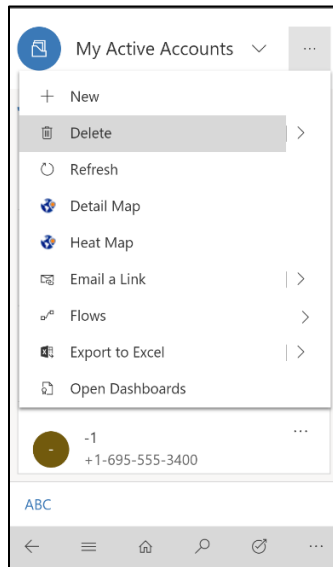 My Active Accounts
New
Delete
Refresh
Detail Map
Heat Map
Email a Link
Flows
Export to Excel
Open Dashboards
-
-1
+1-695-555-3400
ABC